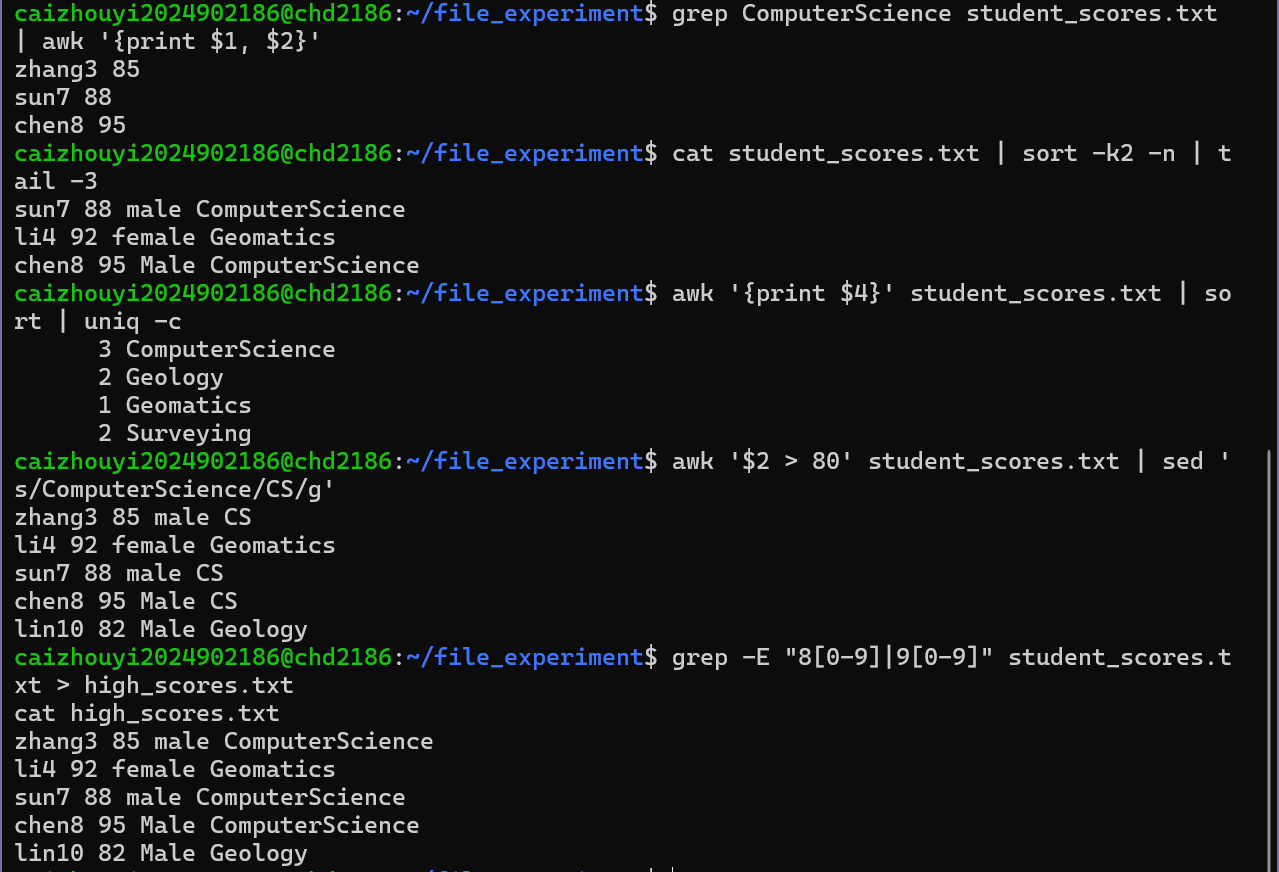 caizhouyi2024902186@chd2186:~/file_experiment$ grep ComputerScience student_scores.txt
| awk '{print $1, $2}'
zhang3 85
sun7 88
chen8 95
caizhouyi2024902186@chd2186:~/file_experiment$ cat student_scores.txt | sort -k2 -n | t
ail -3
sun7 88 male ComputerScience
li4 92 female Geomatics
chen8 95 Male ComputerScience
caizhouyi2024902186@chd2186:~/file_experiment$ awk '{print $4}' student_scores.txt | so
rt | uniq -c
      3 ComputerScience
      2 Geology
      1 Geomatics
      2 Surveying
caizhouyi2024902186@chd2186:~/file_experiment$ awk '$2 > 80' student_scores.txt | sed '
s/ComputerScience/CS/g'
zhang3 85 male CS
li4 92 female Geomatics
sun7 88 male CS
chen8 95 Male CS
lin10 82 Male Geology
caizhouyi2024902186@chd2186:~/file_experiment$ grep -E "8[0-9]|9[0-9]" student_scores.t
xt > high_scores.txt
cat high_scores.txt
zhang3 85 male ComputerScience
li4 92 female Geomatics
sun7 88 male ComputerScience
chen8 95 Male ComputerScience
lin10 82 Male Geology